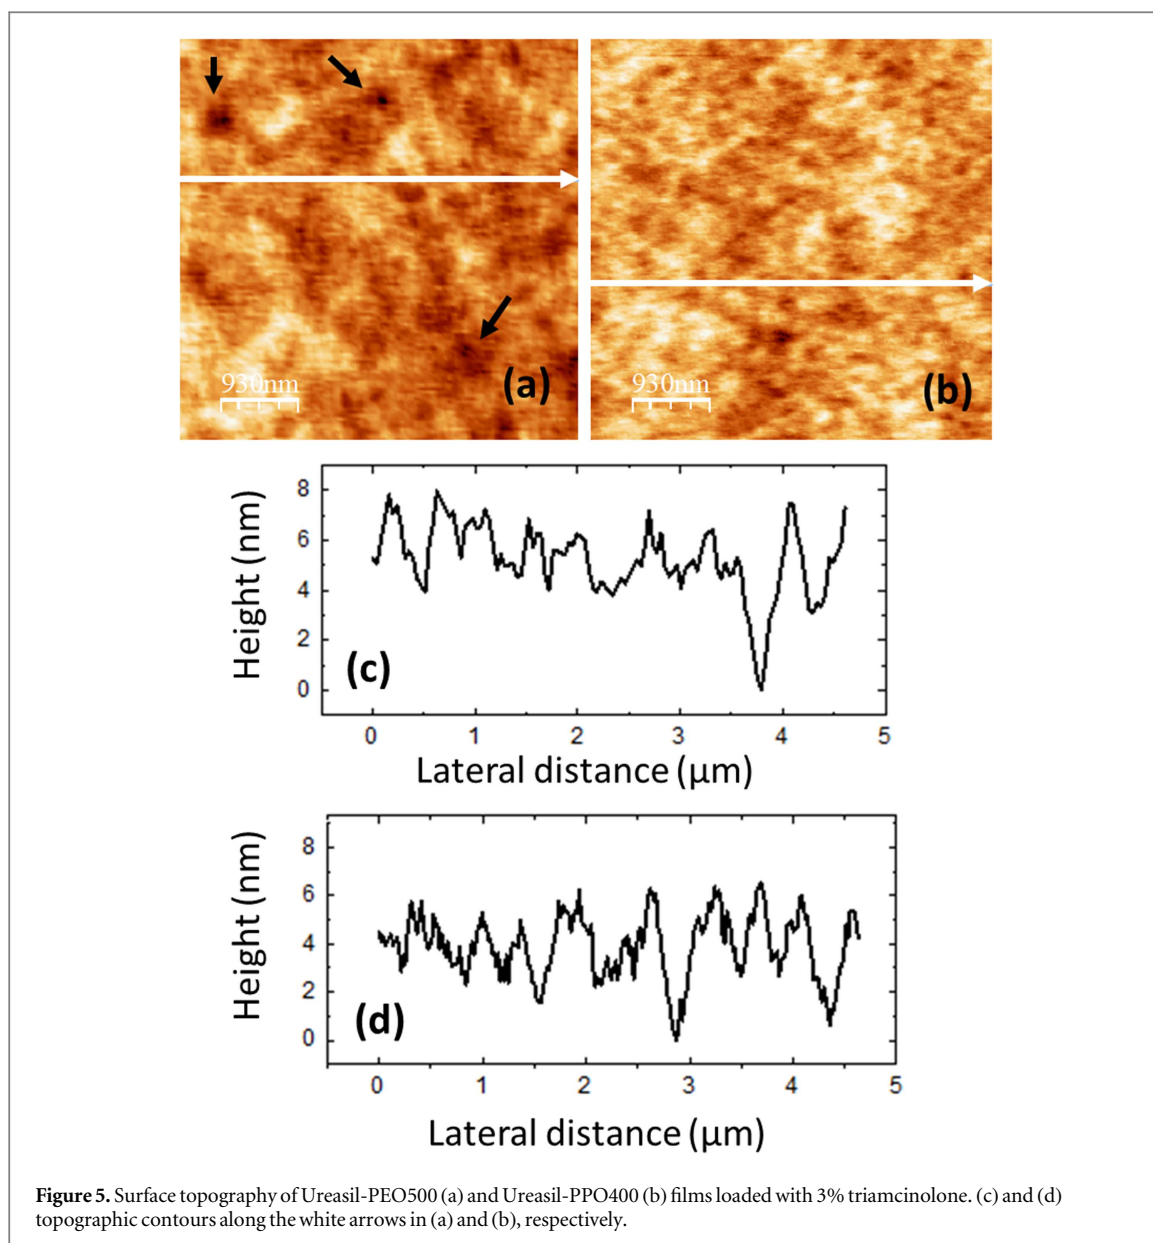 (a)
930nm
(b)
930nm
Height (nm)
8
6
4
2
0
(c)
0 1 2 3 4 5
Lateral distance (μm)
Height (nm)
8
6
4
2
0
(d)
0 1 2 3 4 5
Lateral distance (μm)
Figure 5. Surface topography of Ureasil-PEO500 (a) and Ureasil-PPO400 (b) films loaded with 3% triamcinolone. (c) and (d)
topographic contours along the white arrows in (a) and (b), respectively.